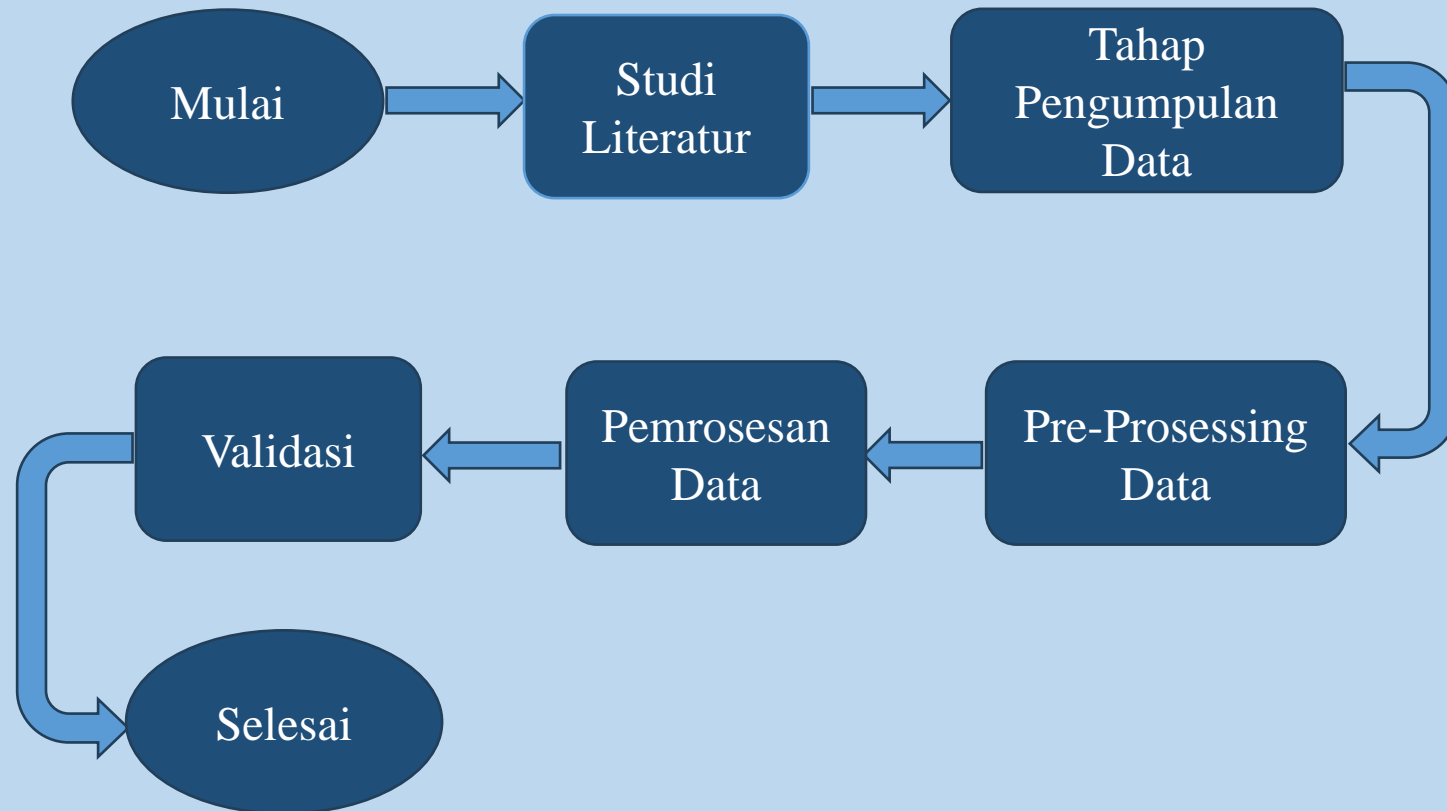 Mulai
Studi
Literatur
Tahap
Pengumpulan
Data
Pre-Prosessing
Data
Pemrosesan
Data
Validasi
Selesai